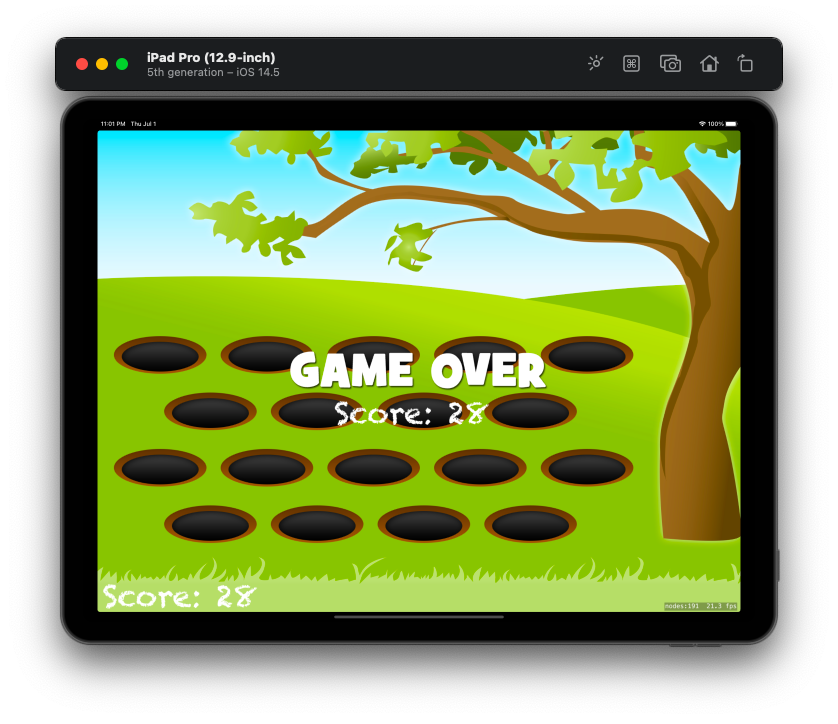 iPad Pro (12.9-inch)
5th generation – iOS 14.5
11:01 PM Thu Jul 1
100%
GAME OVER
Score: 28
Score: 28
nodes:191 21.3 fps